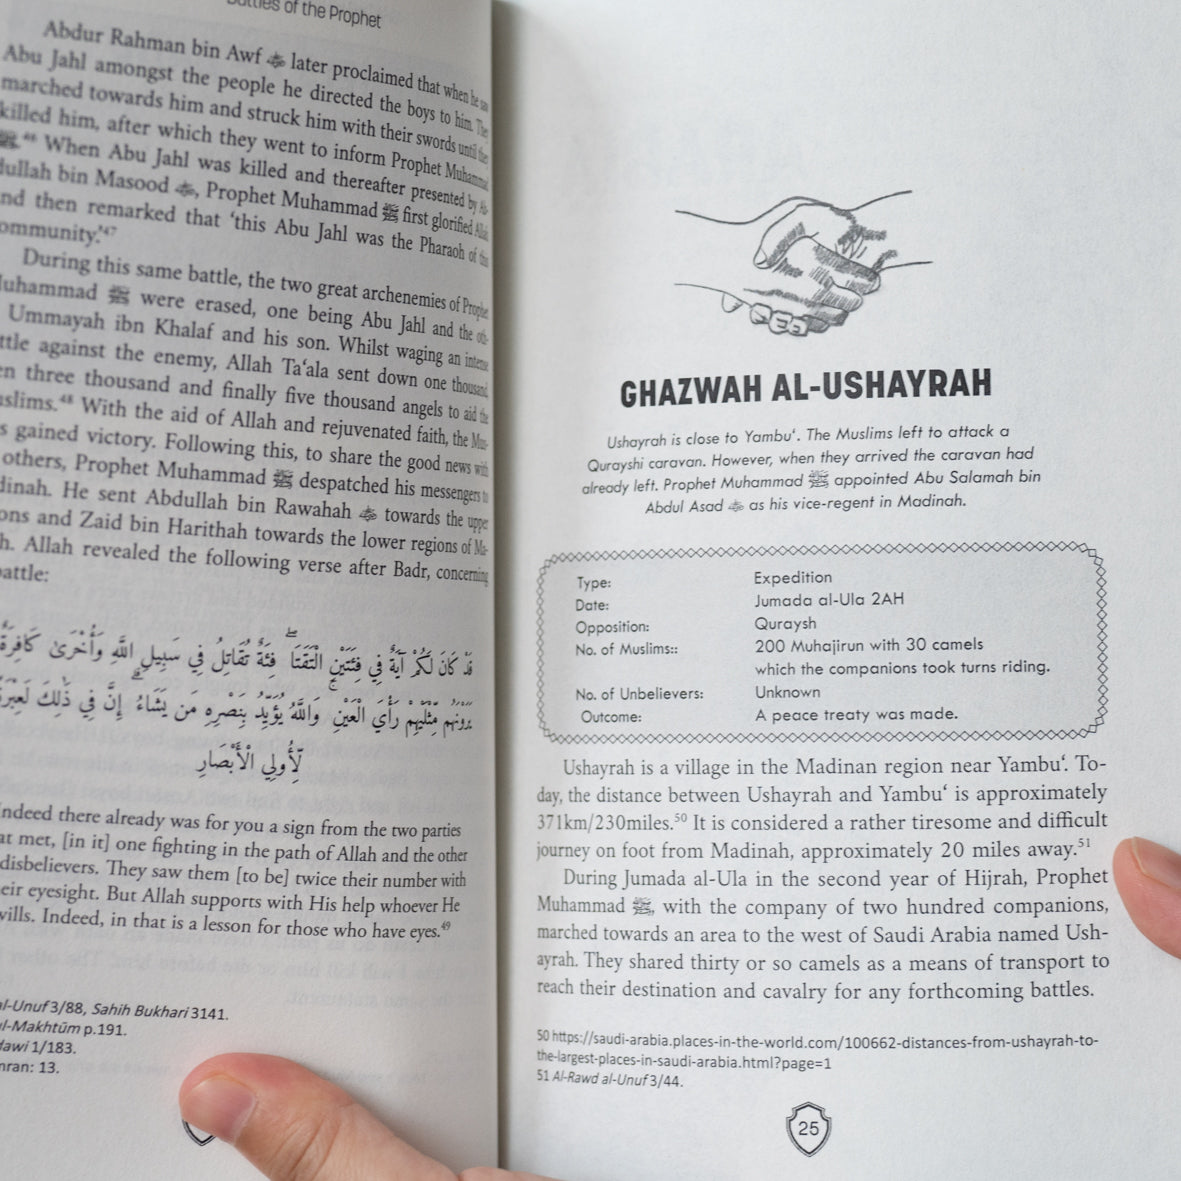 Battles of the Prophet
Abdur Rahman bin Awf ﷺ later proclaimed that when he saw
Abu Jahl amongst the people he directed the boys to him. They
marched towards him and struck him with their swords until they
killed him, after which they went to inform Prophet Muhammad
ﷺ.⁴⁶ When Abu Jahl was killed and thereafter presented by Ab-
dullah bin Masood, Prophet Muhammad ﷺ first glorified Allah
and then remarked that ‘this Abu Jahl was the Pharaoh of this
community.’⁴⁷
During this same battle, the two great archenemies of Prophet
Muhammad ﷺ were erased, one being Abu Jahl and the oth-
Ummayah ibn Khalaf and his son. Whilst waging an intense
ttle against the enemy, Allah Ta‘ala sent down one thousand,
en three thousand and finally five thousand angels to aid the
slims.⁴⁸ With the aid of Allah and rejuvenated faith, the Mus-
s gained victory. Following this, to share the good news with
others, Prophet Muhammad ﷺ despatched his messengers to
dinah. He sent Abdullah bin Rawahah towards the upper
ons and Zaid bin Harithah towards the lower regions of Ma-
h. Allah revealed the following verse after Badr, concerning
attle:
قَدْ كَانَ لَكُمْ آيَةٌ فِي فِئَتَيْنِ الْتَقَتَا ۖ فِئَةٌ تُقَاتِلُ فِي سَبِيلِ اللَّهِ وَأُخْرَىٰ كَافِرَةٌ
يَرَوْنَهُم مِّثْلَيْهِمْ رَأْيَ الْعَيْنِ ۚ وَاللَّهُ يُؤَيِّدُ بِنَصْرِهِ مَن يَشَاءُ ۗ إِنَّ فِي ذَٰلِكَ لَعِبْرَةً
لِّأُولِي الْأَبْصَارِ
Indeed there already was for you a sign from the two parties
at met, [in it] one fighting in the path of Allah and the other
disbelievers. They saw them [to be] twice their number with
eir eyesight. But Allah supports with His help whoever He
wills. Indeed, in that is a lesson for those who have eyes.⁴⁹
al-Unuf 3/88, Sahih Bukhari 3141.
ul-Makhtūm p.191.
dawi 1/183.
mran: 13.
GHAZWAH AL-USHAYRAH
Ushayrah is close to Yambu‘. The Muslims left to attack a
Qurayshi caravan. However, when they arrived the caravan had
already left. Prophet Muhammad ﷺ appointed Abu Salamah bin
Abdul Asad as his vice-regent in Madinah.
Type: Expedition
Date: Jumada al-Ula 2AH
Opposition: Quraysh
No. of Muslims:: 200 Muhajirun with 30 camels
which the companions took turns riding.
No. of Unbelievers: Unknown
Outcome: A peace treaty was made.
Ushayrah is a village in the Madinan region near Yambu‘. To-
day, the distance between Ushayrah and Yambu‘ is approximately
371km/230miles.⁵⁰ It is considered a rather tiresome and difficult
journey on foot from Madinah, approximately 20 miles away.⁵¹
During Jumada al-Ula in the second year of Hijrah, Prophet
Muhammad ﷺ, with the company of two hundred companions,
marched towards an area to the west of Saudi Arabia named Ush-
ayrah. They shared thirty or so camels as a means of transport to
reach their destination and cavalry for any forthcoming battles.
50 https://saudi-arabia.places-in-the-world.com/100662-distances-from-ushayrah-to-
the-largest-places-in-saudi-arabia.html?page=1
51 Al-Rawd al-Unuf 3/44.
25